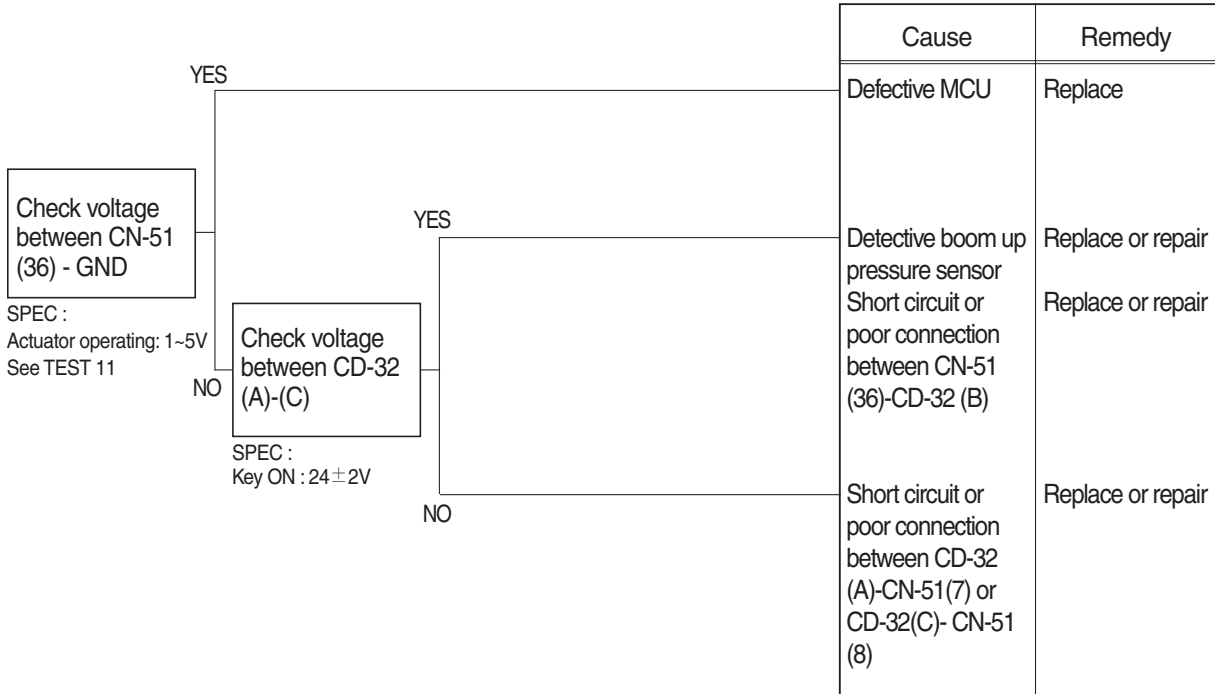 Cause
Remedy
YES
Defective MCU
Replace
Check voltage
between CN-51
(36) - GND
SPEC :
Actuator operating: 1~5V
See TEST 11
YES
Detective boom up
pressure sensor
Replace or repair
Short circuit or
poor connection
between CN-51
(36)-CD-32 (B)
Replace or repair
NO
Check voltage
between CD-32
(A)-(C)
SPEC :
Key ON : 24±2V
NO
Short circuit or
poor connection
between CD-32
(A)-CN-51(7) or
CD-32(C)- CN-51
(8)
Replace or repair